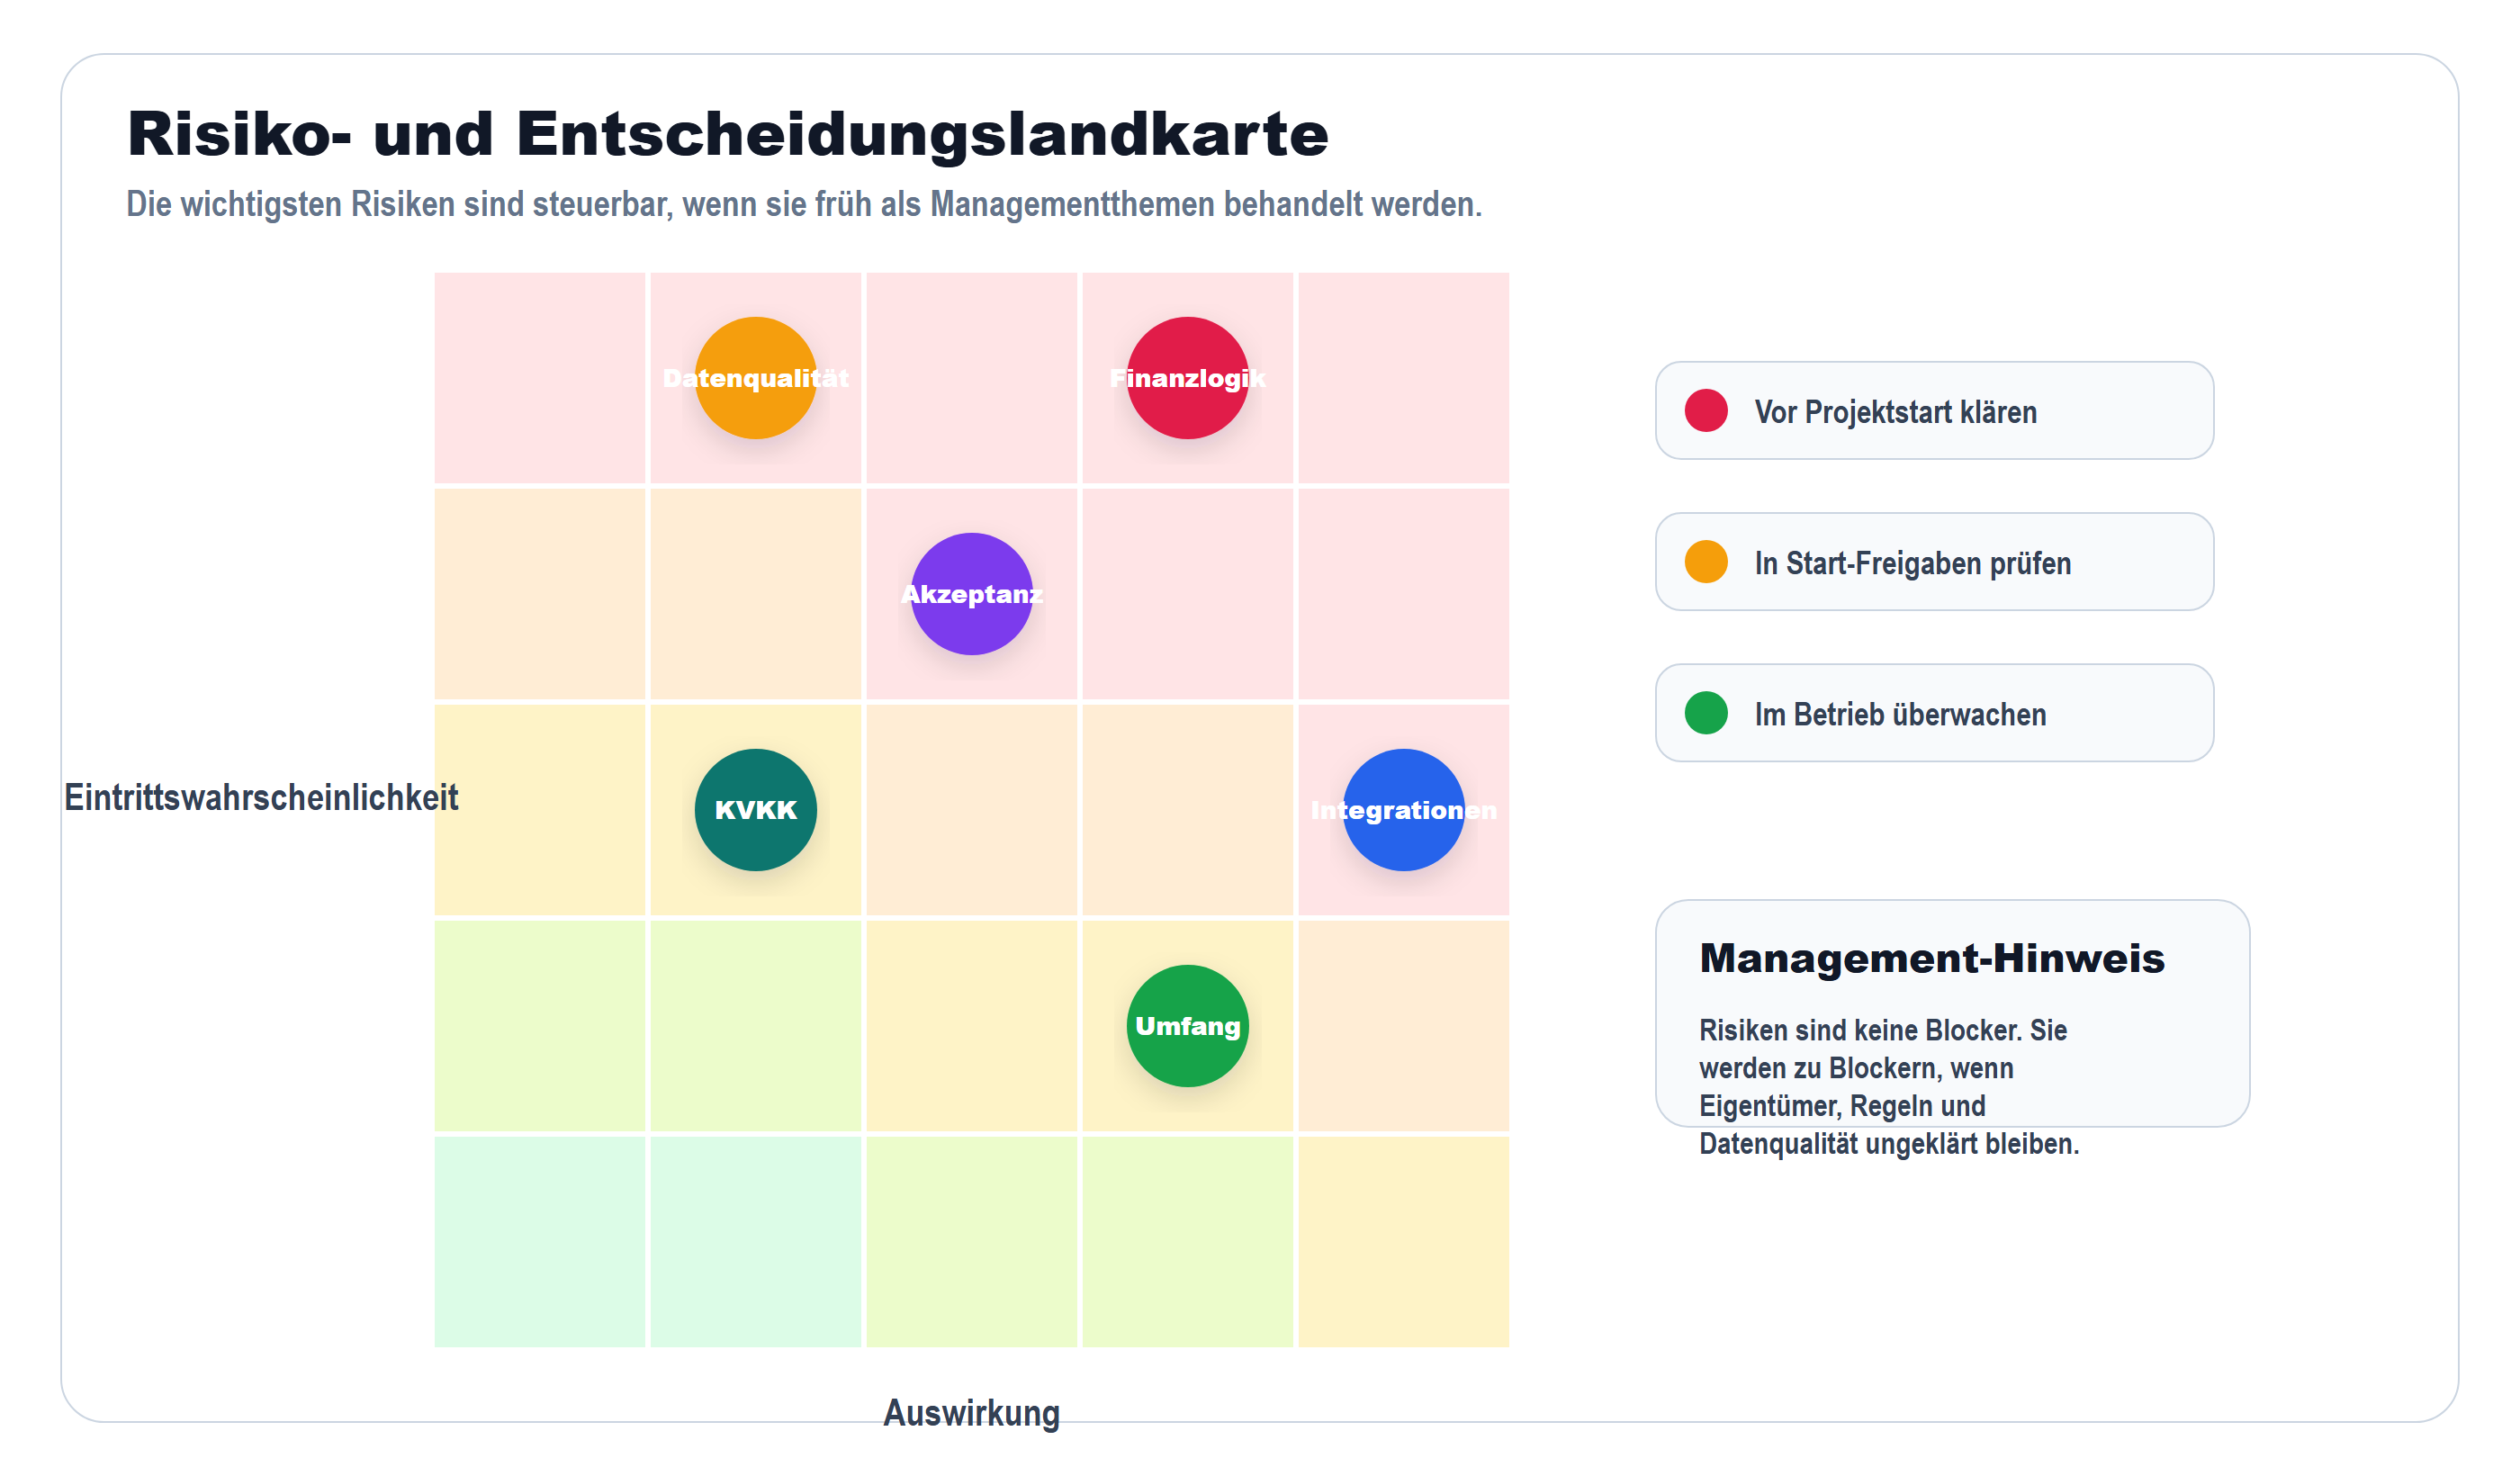 Risiko- und Entscheidungslandkarte
Die wichtigsten Risiken sind steuerbar, wenn sie früh als Managementthemen behandelt werden.
Datenqualität
Finanzlogik
Akzeptanz
Eintrittswahrscheinlichkeit
KVKK
Integrationen
Umfang
Auswirkung
Vor Projektstart klären
In Start-Freigaben prüfen
Im Betrieb überwachen
Management-Hinweis
Risiken sind keine Blocker. Sie
werden zu Blockern, wenn
Eigentümer, Regeln und
Datenqualität ungeklärt bleiben.